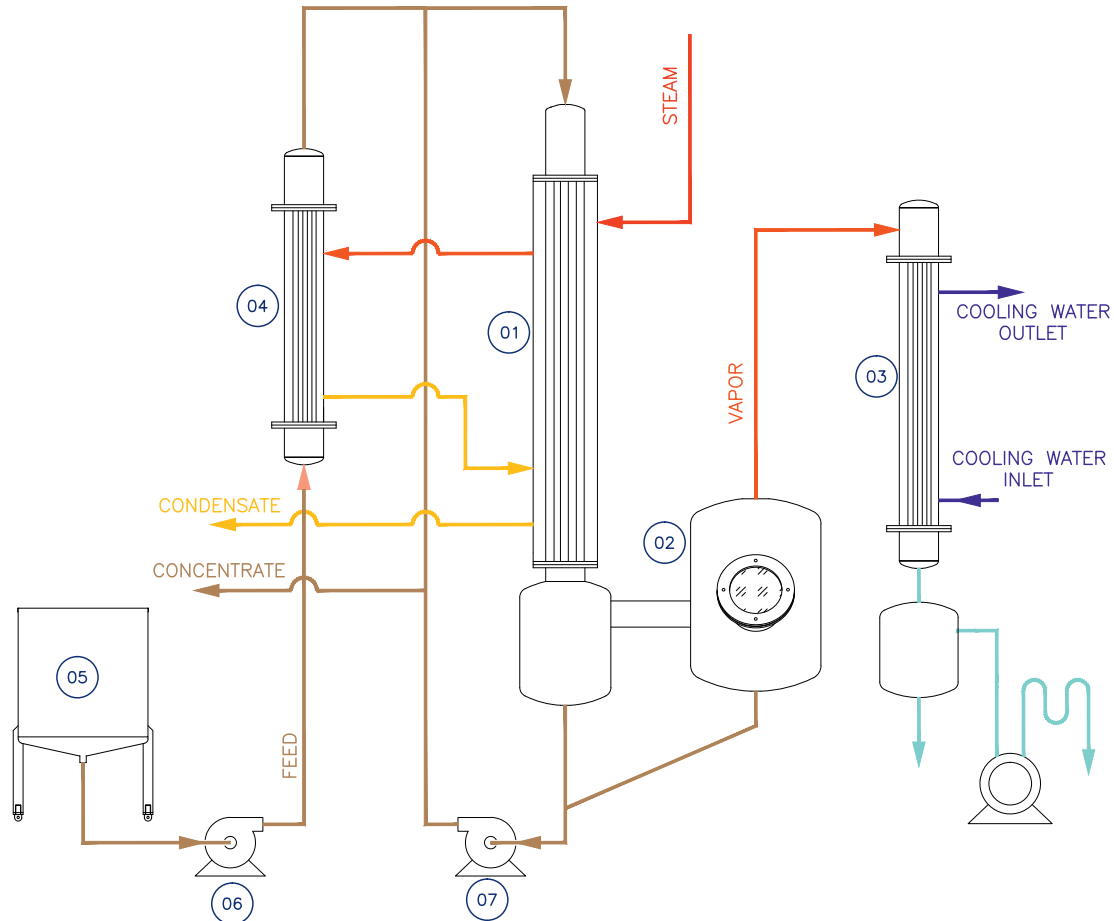 STEAM
04
01
COOLING WATER
OUTLET
03
VAPOR
COOLING WATER
INLET
CONDENSATE
02
CONCENTRATE
05
FEED
06
07